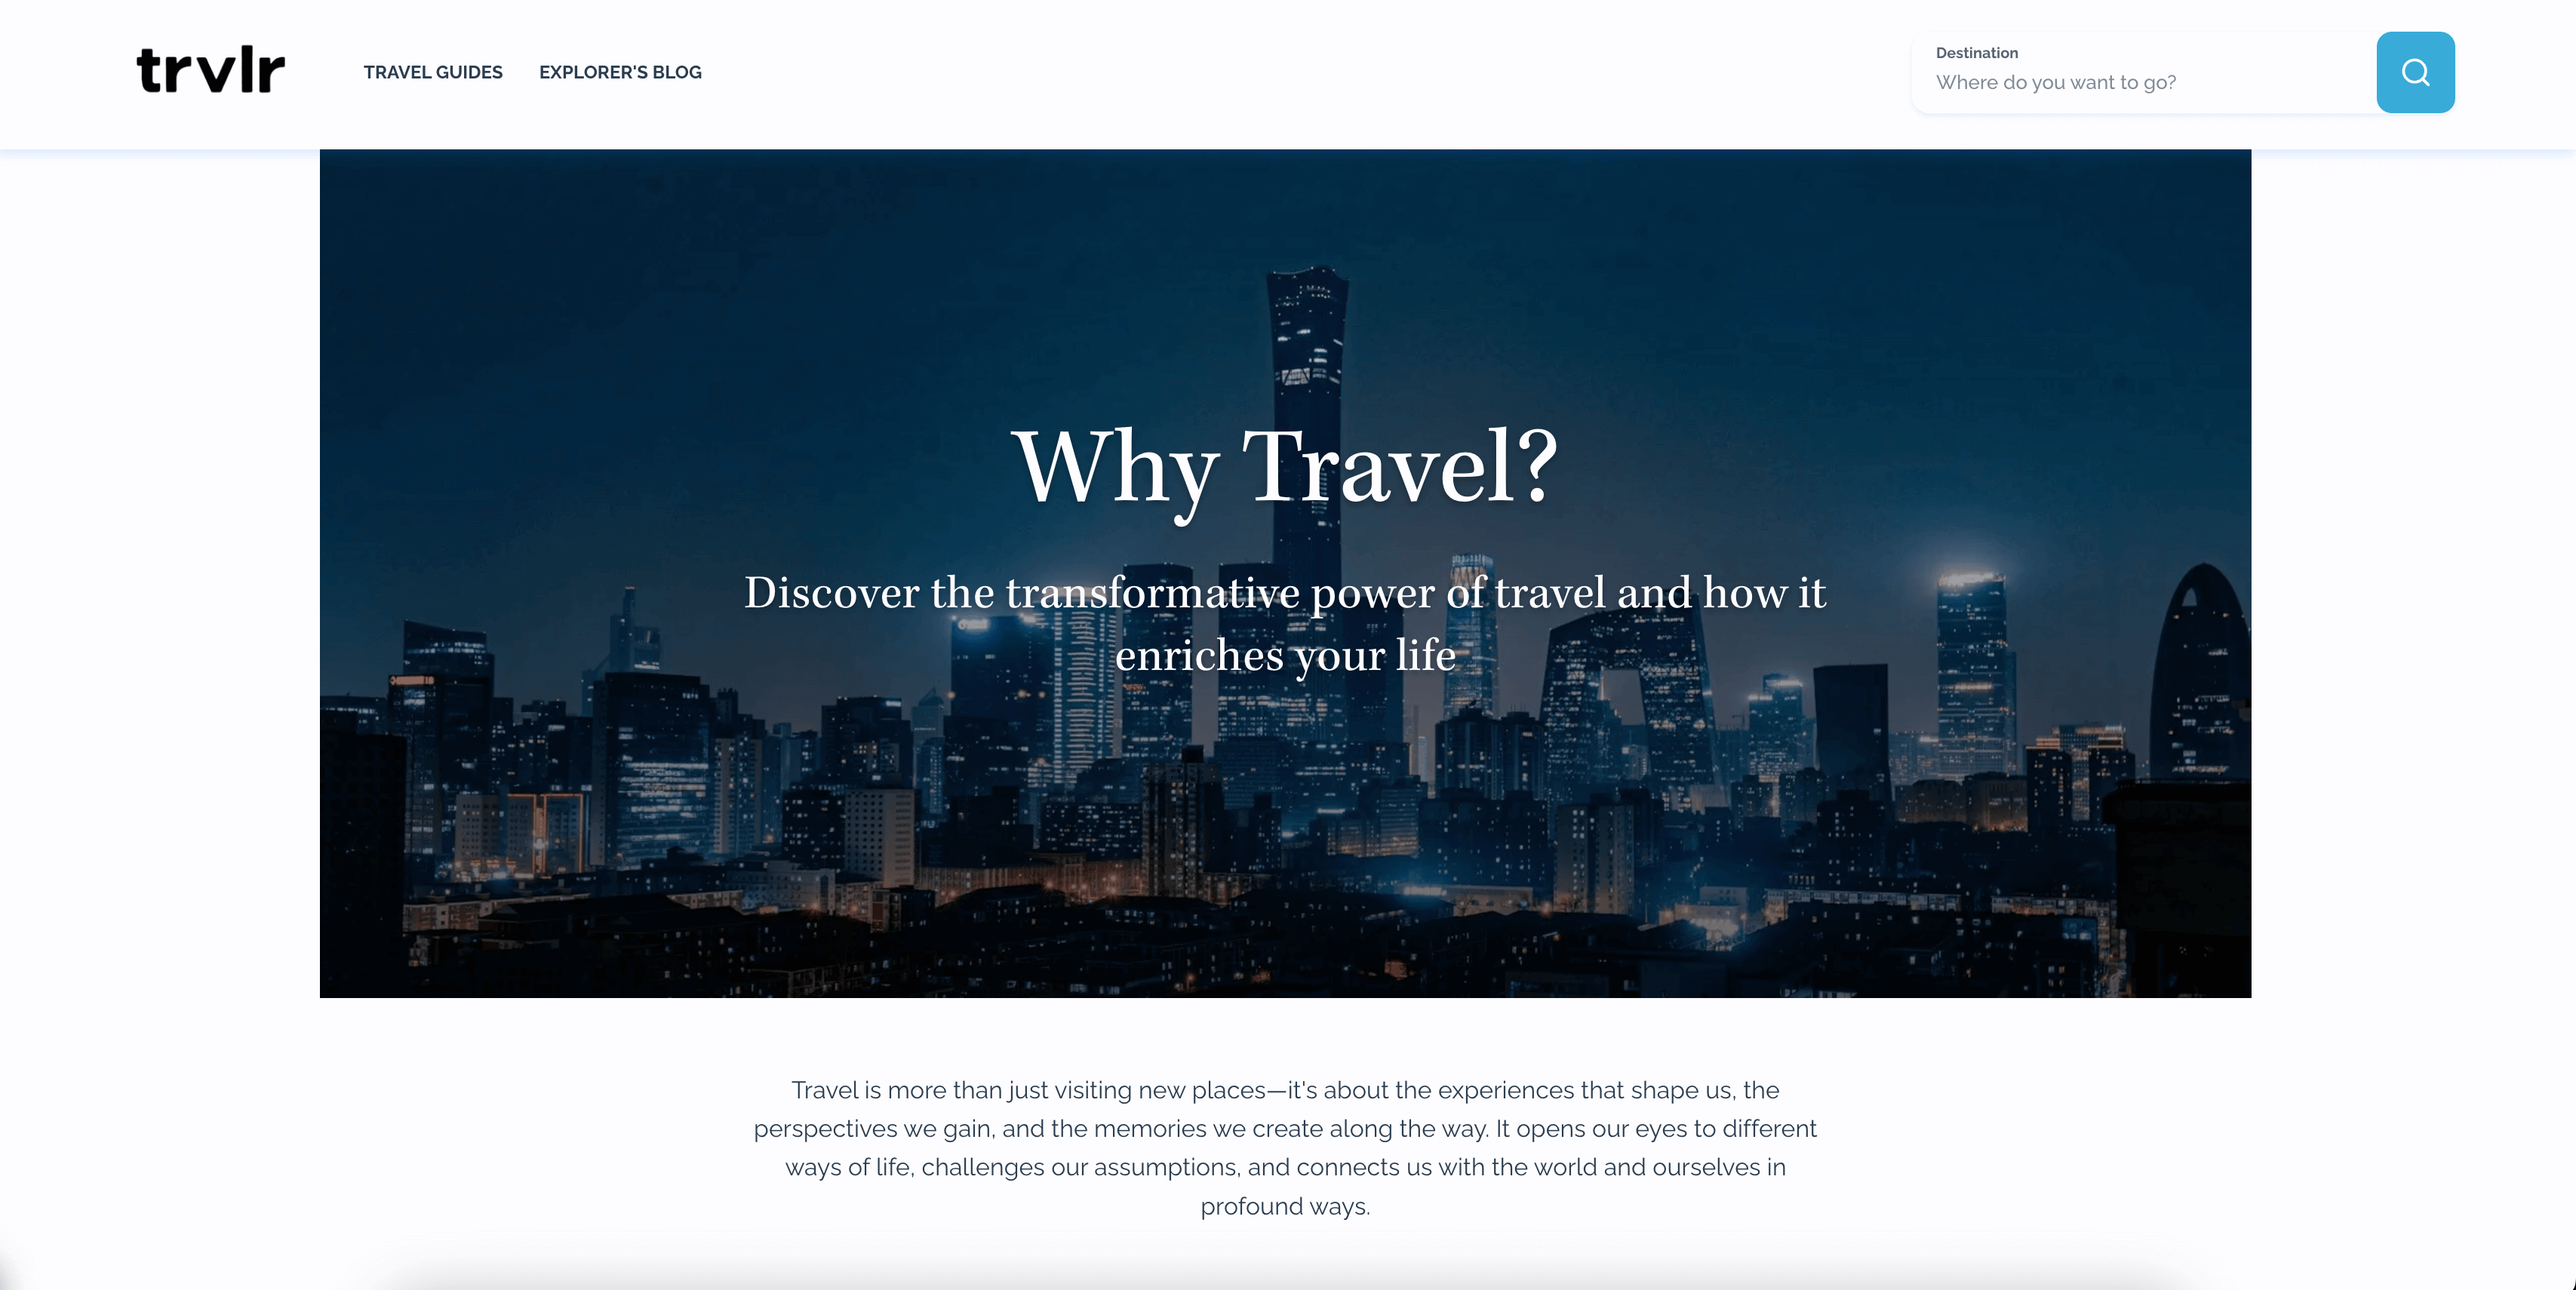 trvlr
TRAVEL GUIDES
EXPLORER'S BLOG
Destination
Where do you want to go?
Why Travel?
Discover the transformative power of travel and how it
enriches your life
Travel is more than just visiting new places—it's about the experiences that shape us, the
perspectives we gain, and the memories we create along the way. It opens our eyes to different
ways of life, challenges our assumptions, and connects us with the world and ourselves in
profound ways.